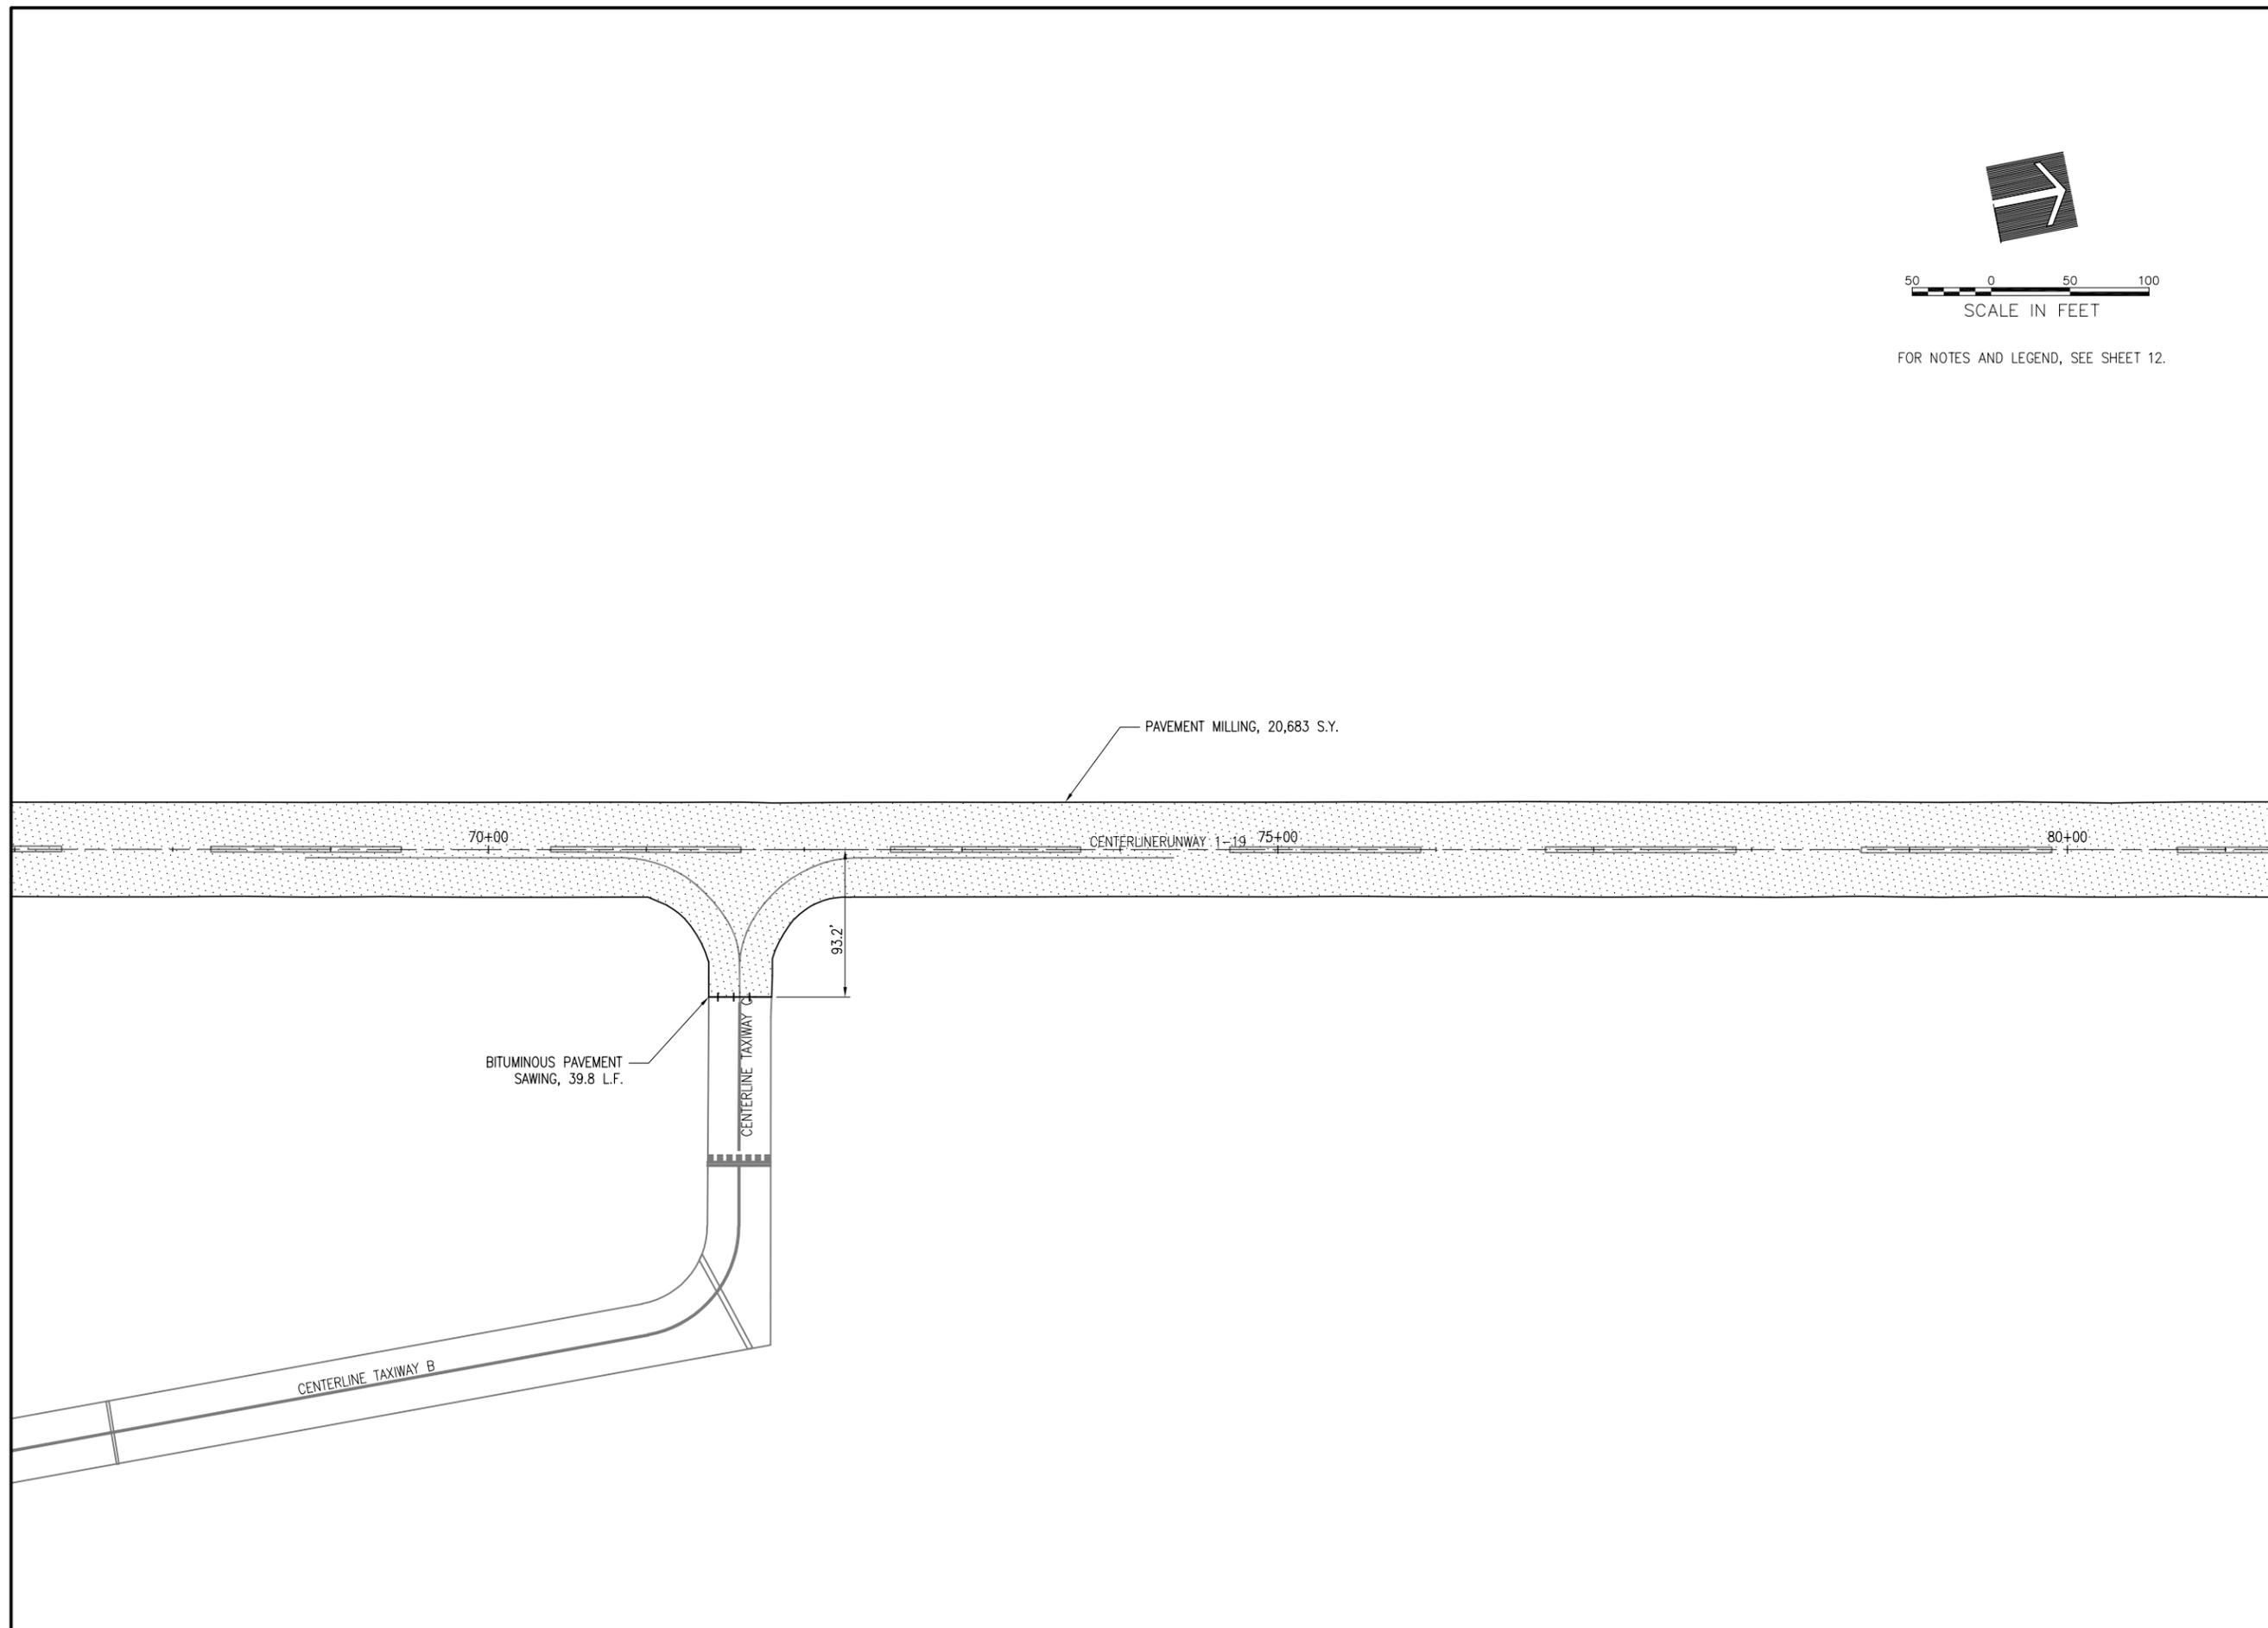 50 0 50 100
SCALE IN FEET
FOR NOTES AND LEGEND, SEE SHEET 12.
PAVEMENT MILLING, 20,683 S.Y.
70+00
CENTERLINERUNWAY 1-19
75+00
80+00
93.2'
CENTERLINE TAXIWAY C
BITUMINOUS PAVEMENT
SAWING, 39.8 L.F.
CENTERLINE TAXIWAY B